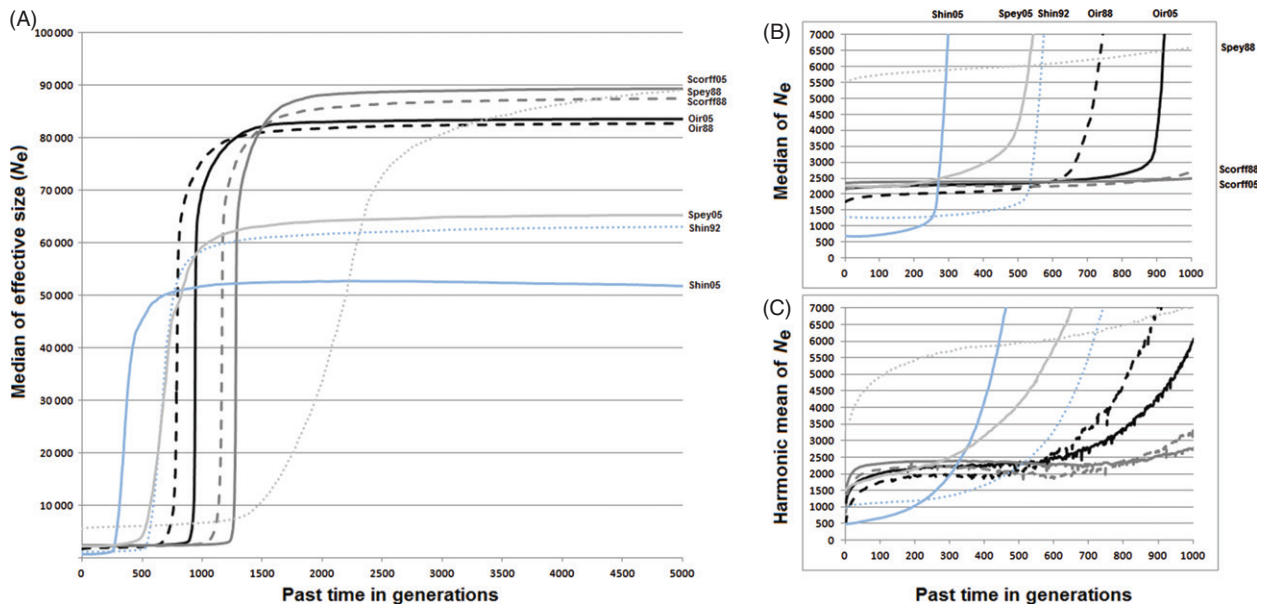 (A)
Median of effective size (Ne)
100 000
90 000
80 000
70 000
60 000
50 000
40 000
30 000
20 000
10 000
0
500
1000
1500
2000
2500
3000
3500
4000
4500
5000
Past time in generations
Scorff05
Spey88
Scorff88
Oir05
Oir88
Spey05
Shin92
Shin05
(B)
Shin05 Spey05 Shin92 Oir88 Oir05
Median of Ne
7000
6500
6000
5500
5000
4500
4000
3500
3000
2500
2000
1500
1000
500
0
0 100 200 300 400 500 600 700 800 900 1000
Spey88
Scorff88
Scorff05
(C)
Harmonic mean of Ne
7000
6500
6000
5500
5000
4500
4000
3500
3000
2500
2000
1500
1000
500
0
0 100 200 300 400 500 600 700 800 900 1000
Past time in generations